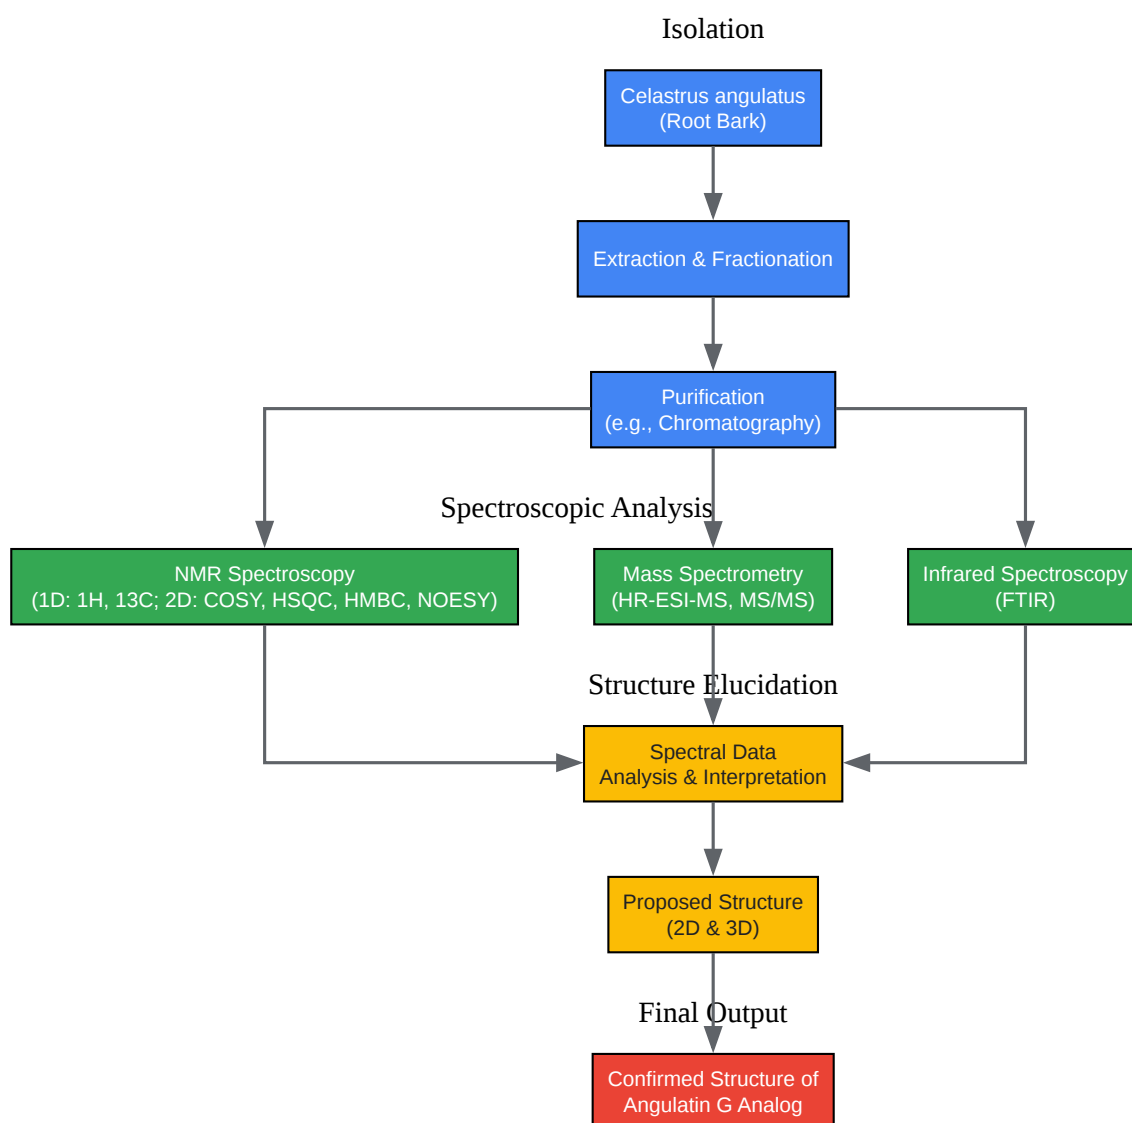 Isolation
Celastrus angulatus
(Root Bark)
Extraction & Fractionation
Purification
(e.g., Chromatography)
Spectroscopic Analysis
NMR Spectroscopy
(1D: 1H, 13C; 2D: COSY, HSQC, HMBC, NOESY)
Mass Spectrometry
(HR-ESI-MS, MS/MS)
Infrared Spectroscopy
(FTIR)
Structure Elucidation
Spectral Data
Analysis & Interpretation
Proposed Structure
(2D & 3D)
Final Output
Confirmed Structure of
Angulatin G Analog